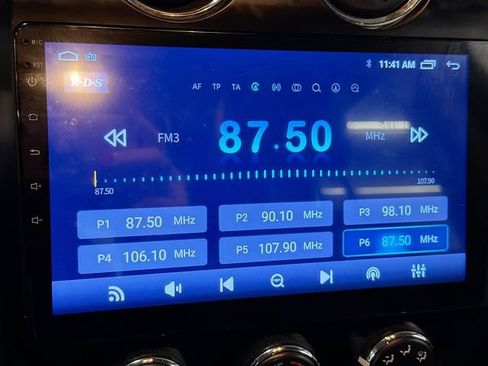 MIC
11:41 AM
RST
R·D·S
AF TP TA
FM3 87.50 MHz
87.50 107.90
P1 87.50 MHz
P2 90.10 MHz
P3 98.10 MHz
P4 106.10 MHz
P5 107.90 MHz
P6 87.50 MHz